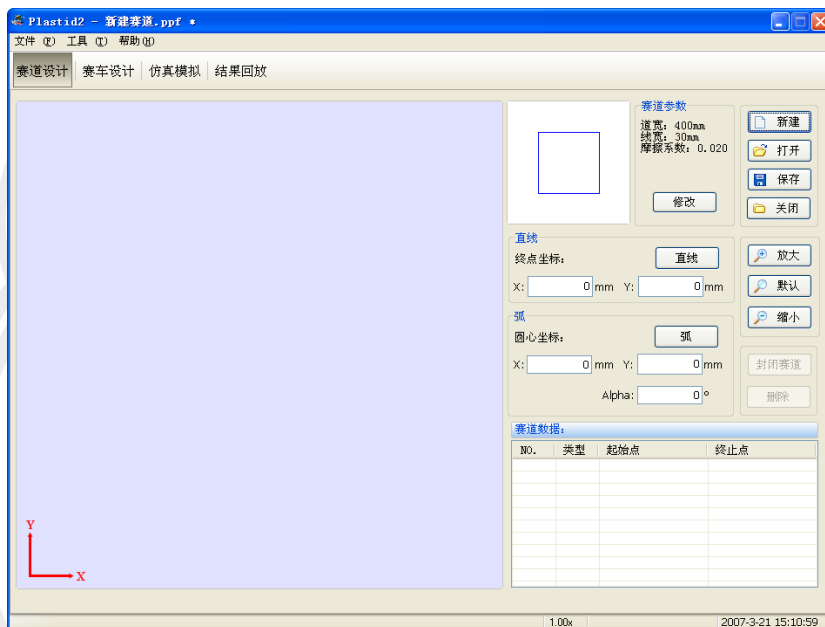 Plastid2 - 新建赛道.ppf *
文件 (F) 工具 (T) 帮助(H)
赛道设计 赛车设计 仿真模拟 结果回放
赛道参数
道宽: 400mm
线宽: 30mm
摩擦系数: 0.020
修改
新建
打开
保存
关闭
直线
终点坐标:
直线
X: 0 mm Y: 0 mm
弧
圆心坐标:
弧
X: 0 mm Y: 0 mm
Alpha: 0 °
放大
默认
缩小
封闭赛道
删除
赛道数据:
NO. 类型 起始点 终止点
Y
X
1.00x 2007-3-21 15:10:59